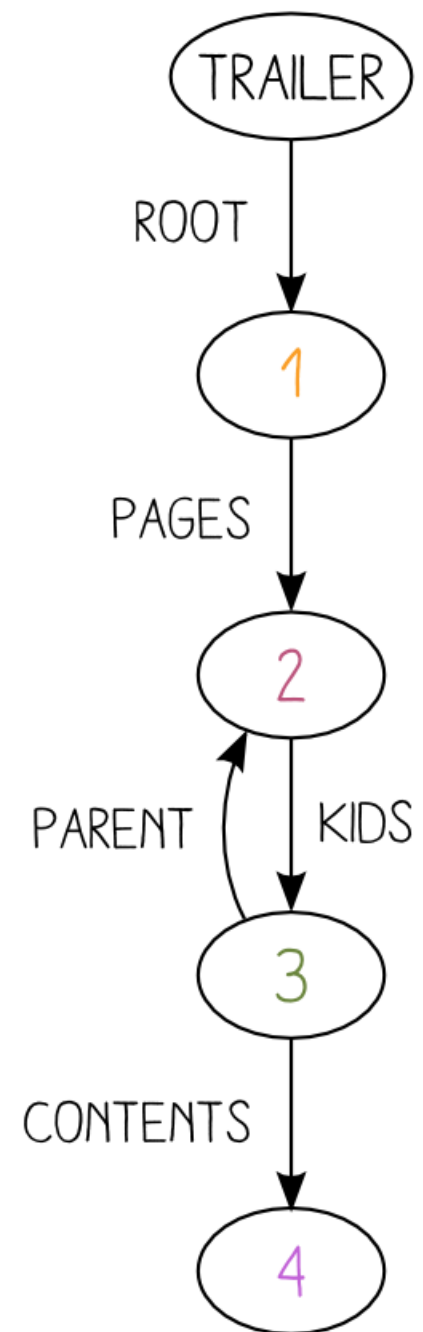 TRAILER
ROOT
1
PAGES
2
PARENT
KIDS
3
CONTENTS
4